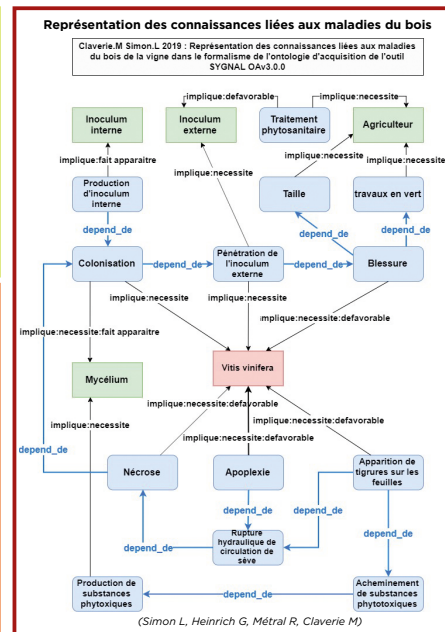 Représentation des connaissances liées aux maladies du bois
Claverie.M Simon.L 2019 : Représentation des connaissances liées aux maladies
du bois de la vigne dans le formalisme de l'ontologie d'acquisition de l'outil
SYGNAL OAv3.0.0
implique:defavorable
implique:necessite
Inoculum
interne
Inoculum
externe
Traitement
phytosanitaire
Agriculteur
implique:fait apparaitre
implique:necessite
implique:necessite
implique:necessite
Production
d'inoculum
interne
Taille
travaux en vert
depend_de
depend_de
depend_de
Colonisation
depend_de
Pénétration de
l'inoculum
externe
depend_de
Blessure
implique:necessite
implique:necessite
implique:necessite:defavorable
implique:necessite:fait apparaitre
Vitis vinifera
Mycélium
implique:necessite:defavorable
implique:necessite
implique:necessite:defavorable
implique:necessite:defavorable
depend_de
Nécrose
Apoplexie
Apparition de
tigrures sur les
feuilles
depend_de
depend_de
depend_de
depend_de
Rupture
hydraulique de
circulation de
sève
Production de
substances
phytoxiques
depend_de
Acheminement
de substances
phytotoxiques
(Simon L, Heinrich G, Métral R, Claverie M)